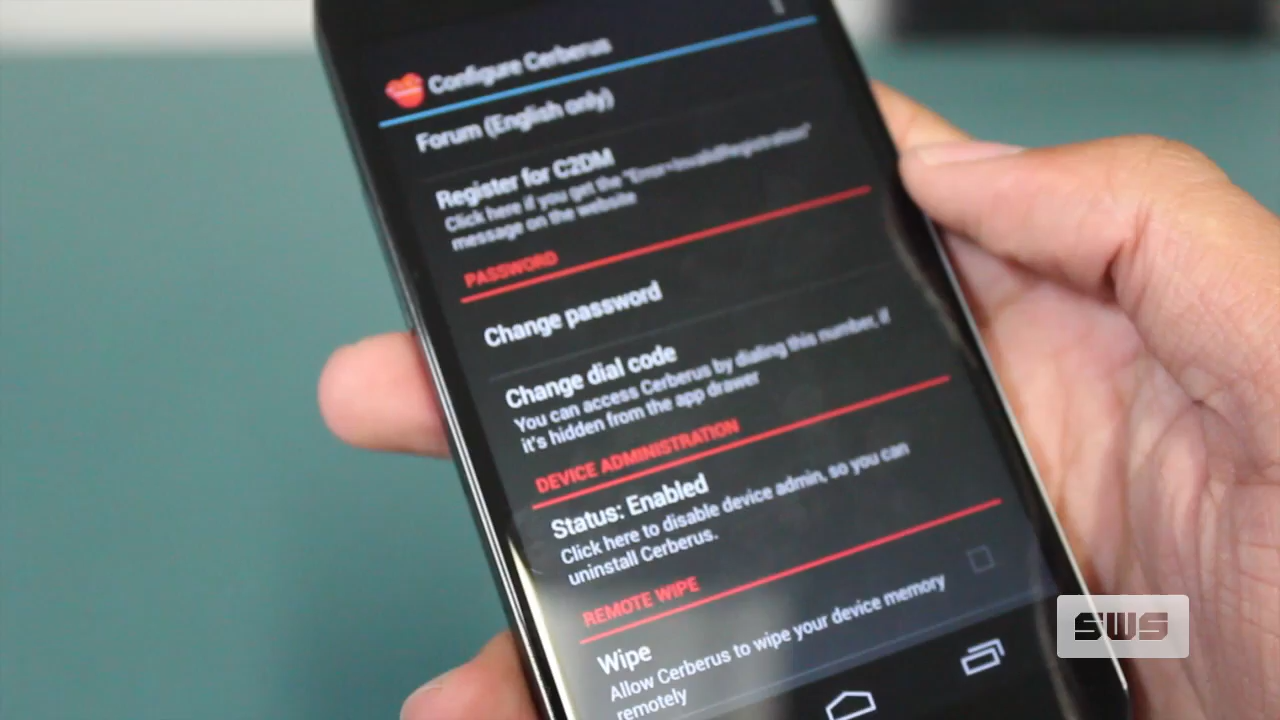 Configure Cerberus
Forum (English only)
Register for C2DM
Click here if you get the "Error=InvalidRegistration"
message on the website
PASSWORD
Change password
Change dial code
You can access Cerberus by dialing this number, if
it's hidden from the app drawer
DEVICE ADMINISTRATION
Status: Enabled
Click here to disable device admin, so you can
uninstall Cerberus.
REMOTE WIPE
Wipe
Allow Cerberus to wipe your device memory
remotely
SWS